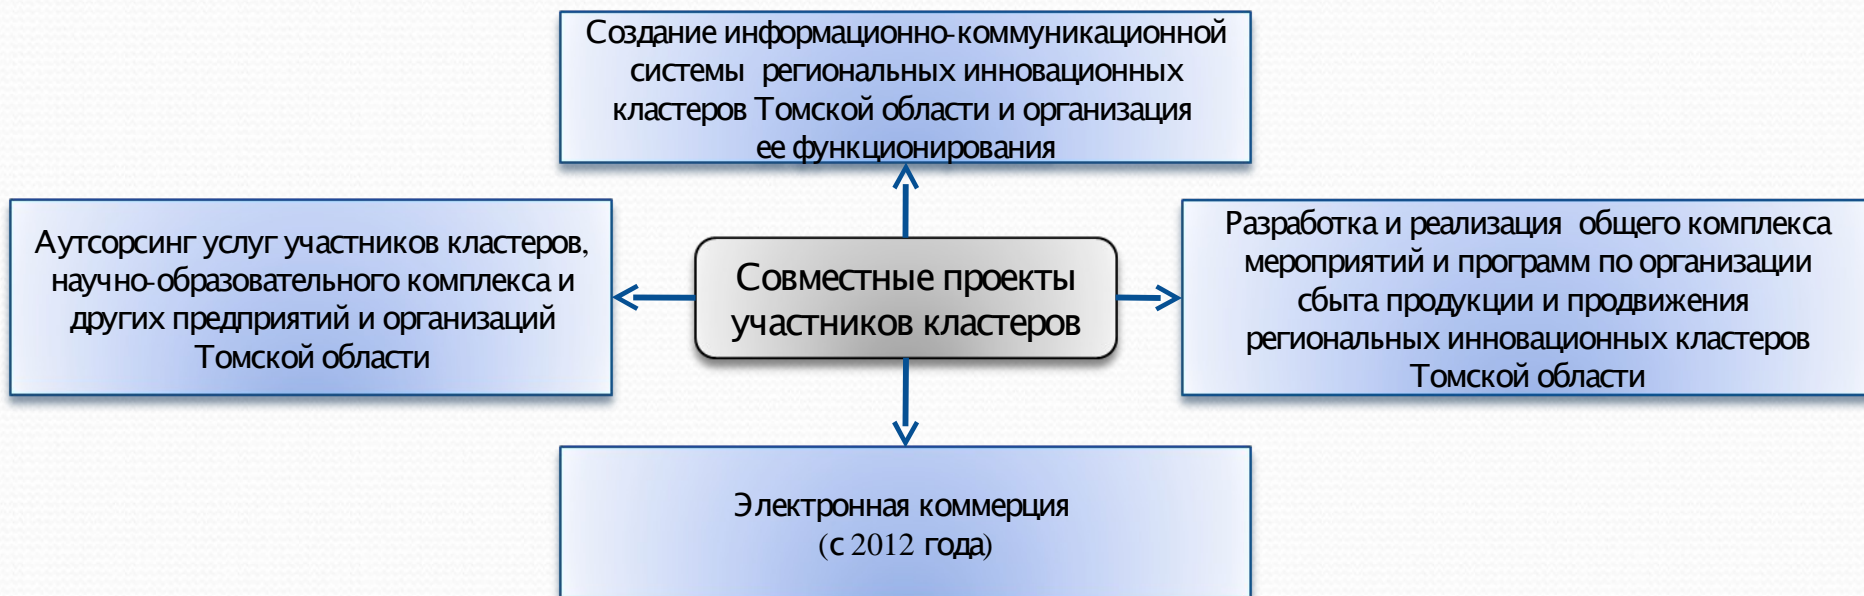 Создание информационно-коммуникационной
системы региональных инновационных
кластеров Томской области и организация
ее функционирования
Аутсорсинг услуг участников кластеров,
научно-образовательного комплекса и
других предприятий и организаций
Томской области
Совместные проекты
участников кластеров
Разработка и реализация общего комплекса
мероприятий и программ по организации
сбыта продукции и продвижения
региональных инновационных кластеров
Томской области
Электронная коммерция
(с 2012 года)